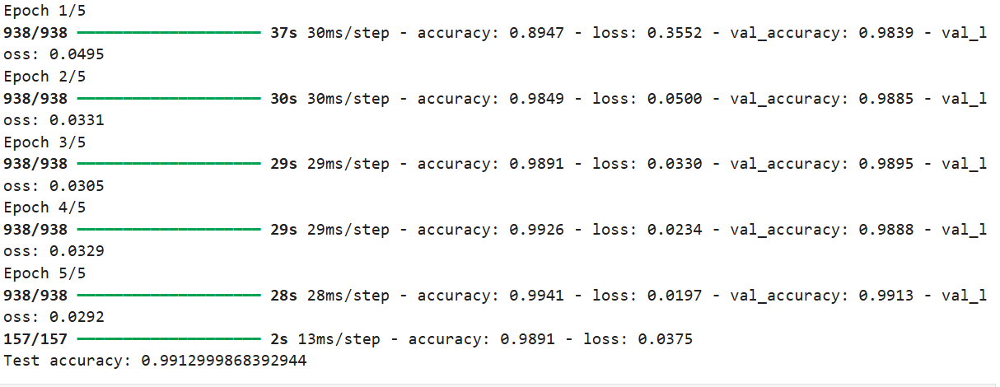 Epoch 1/5
938/938 ━━━━━━━━━━━━━━━━━━━━ 37s 30ms/step - accuracy: 0.8947 - loss: 0.3552 - val_accuracy: 0.9839 - val_l
oss: 0.0495
Epoch 2/5
938/938 ━━━━━━━━━━━━━━━━━━━━ 30s 30ms/step - accuracy: 0.9849 - loss: 0.0500 - val_accuracy: 0.9885 - val_l
oss: 0.0331
Epoch 3/5
938/938 ━━━━━━━━━━━━━━━━━━━━ 29s 29ms/step - accuracy: 0.9891 - loss: 0.0330 - val_accuracy: 0.9895 - val_l
oss: 0.0305
Epoch 4/5
938/938 ━━━━━━━━━━━━━━━━━━━━ 29s 29ms/step - accuracy: 0.9926 - loss: 0.0234 - val_accuracy: 0.9888 - val_l
oss: 0.0329
Epoch 5/5
938/938 ━━━━━━━━━━━━━━━━━━━━ 28s 28ms/step - accuracy: 0.9941 - loss: 0.0197 - val_accuracy: 0.9913 - val_l
oss: 0.0292
157/157 ━━━━━━━━━━━━━━━━━━━━ 2s 13ms/step - accuracy: 0.9891 - loss: 0.0375
Test accuracy: 0.9912999868392944